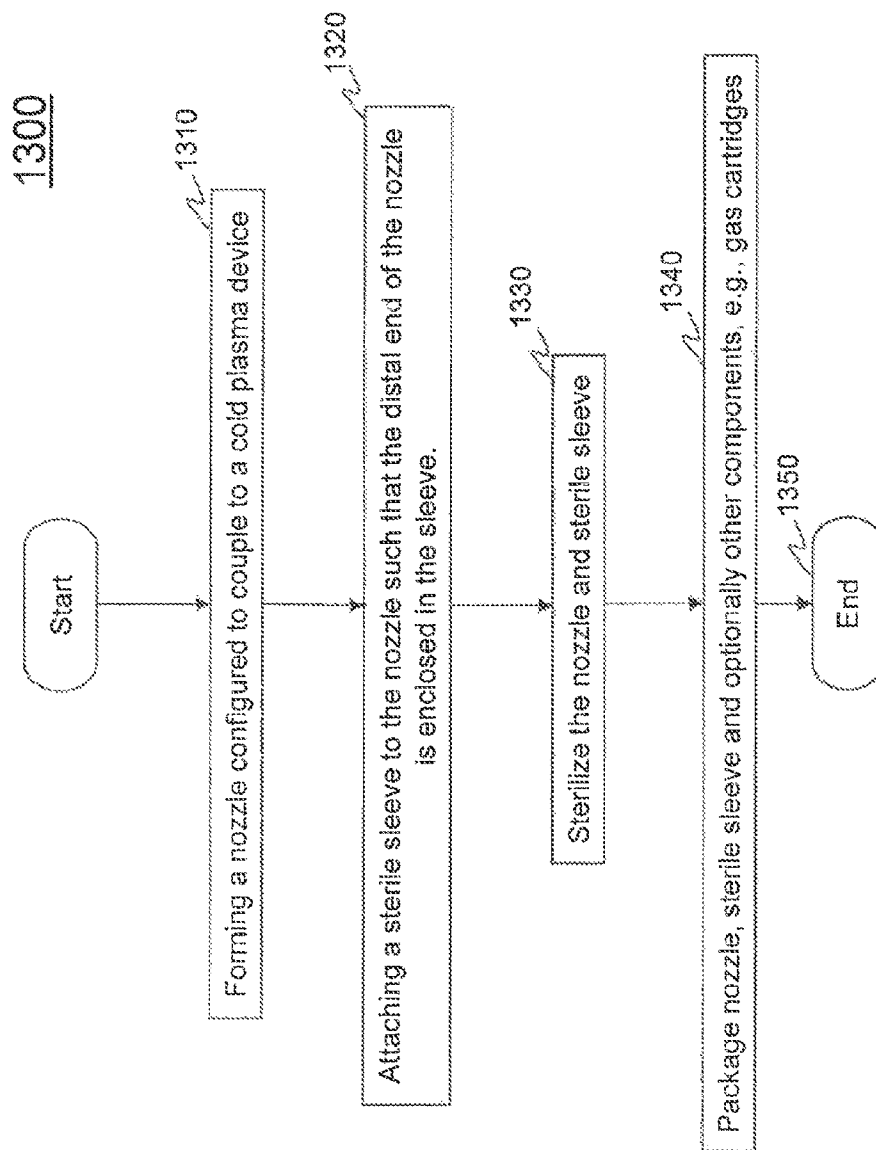 1300
Start
1310
Forming a nozzle configured to couple to a cold plasma device
1320
Attaching a sterile sleeve to the nozzle such that the distal end of the nozzle
is enclosed in the sleeve.
1330
Sterilize the nozzle and sterile sleeve
1340
Package nozzle, sterile sleeve and optionally other components, e.g., gas cartridges
1350
End